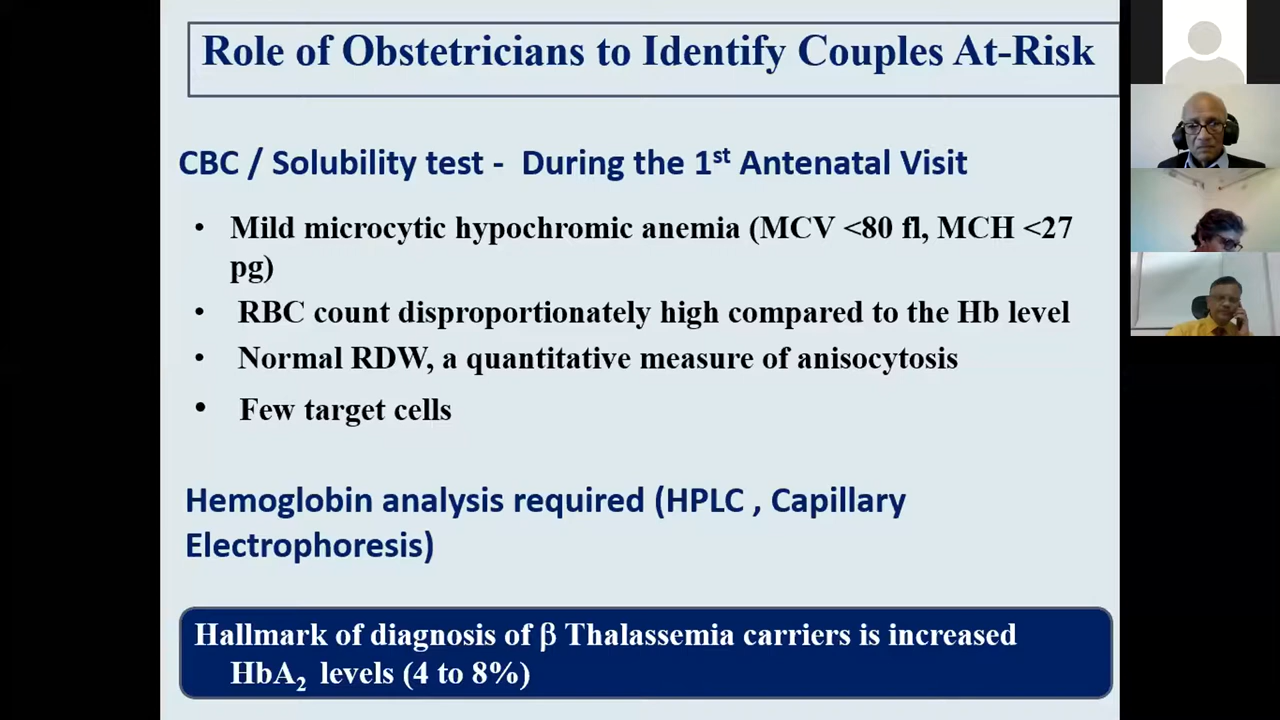 Role of Obstetricians to Identify Couples At-Risk
CBC / Solubility test - During the 1st Antenatal Visit
• Mild microcytic hypochromic anemia (MCV <80 fl, MCH <27
pg)
• RBC count disproportionately high compared to the Hb level
• Normal RDW, a quantitative measure of anisocytosis
• Few target cells
Hemoglobin analysis required (HPLC , Capillary
Electrophoresis)
Hallmark of diagnosis of β Thalassemia carriers is increased
HbA2 levels (4 to 8%)